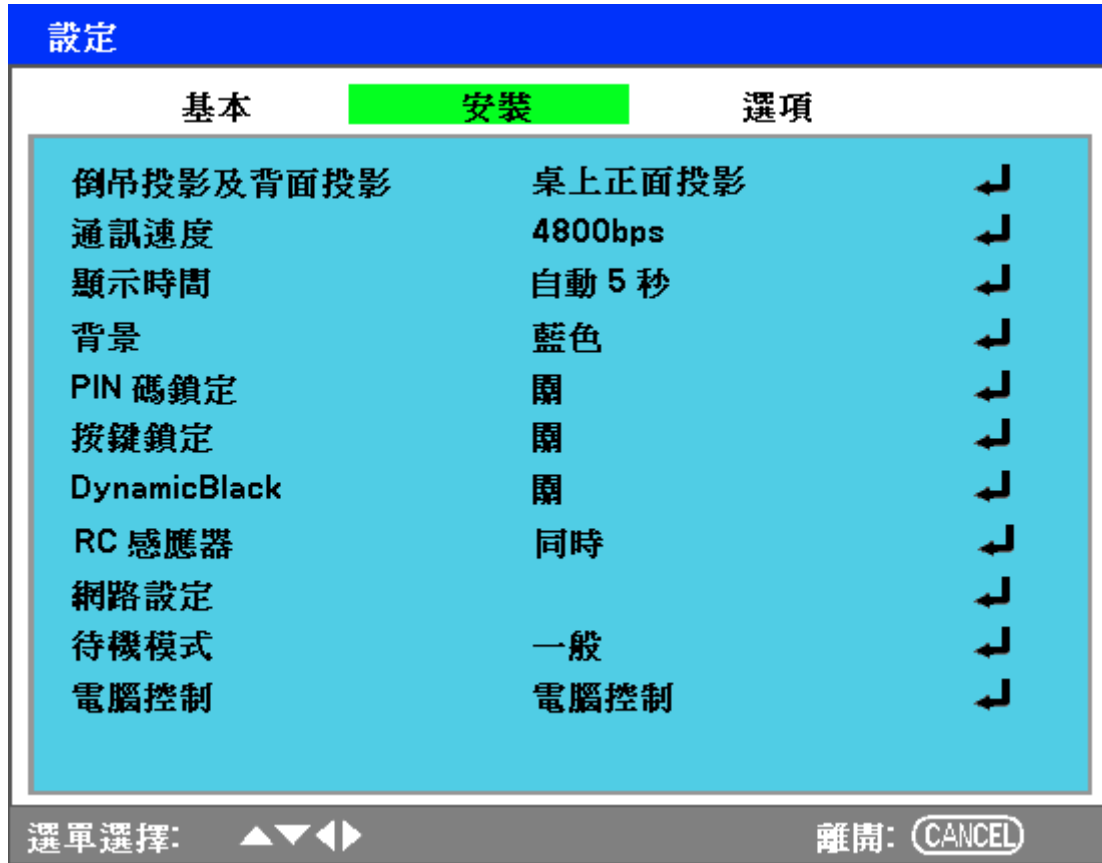 設定
基本 安裝 選項
倒吊投影及背面投影 桌上正面投影
通訊速度 4800bps
顯示時間 自動 5 秒
背景 藍色
PIN 碼鎖定 關
按鍵鎖定 關
DynamicBlack 關
RC 感應器 同時
網路設定
待機模式 一般
電腦控制 電腦控制
選單選擇: 離開: CANCEL